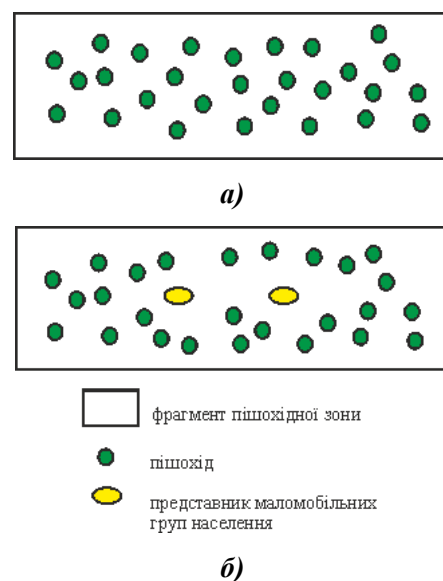 а)
фрагмент пішохідної зони
пішохід
представник маломобільних
груп населення
б)